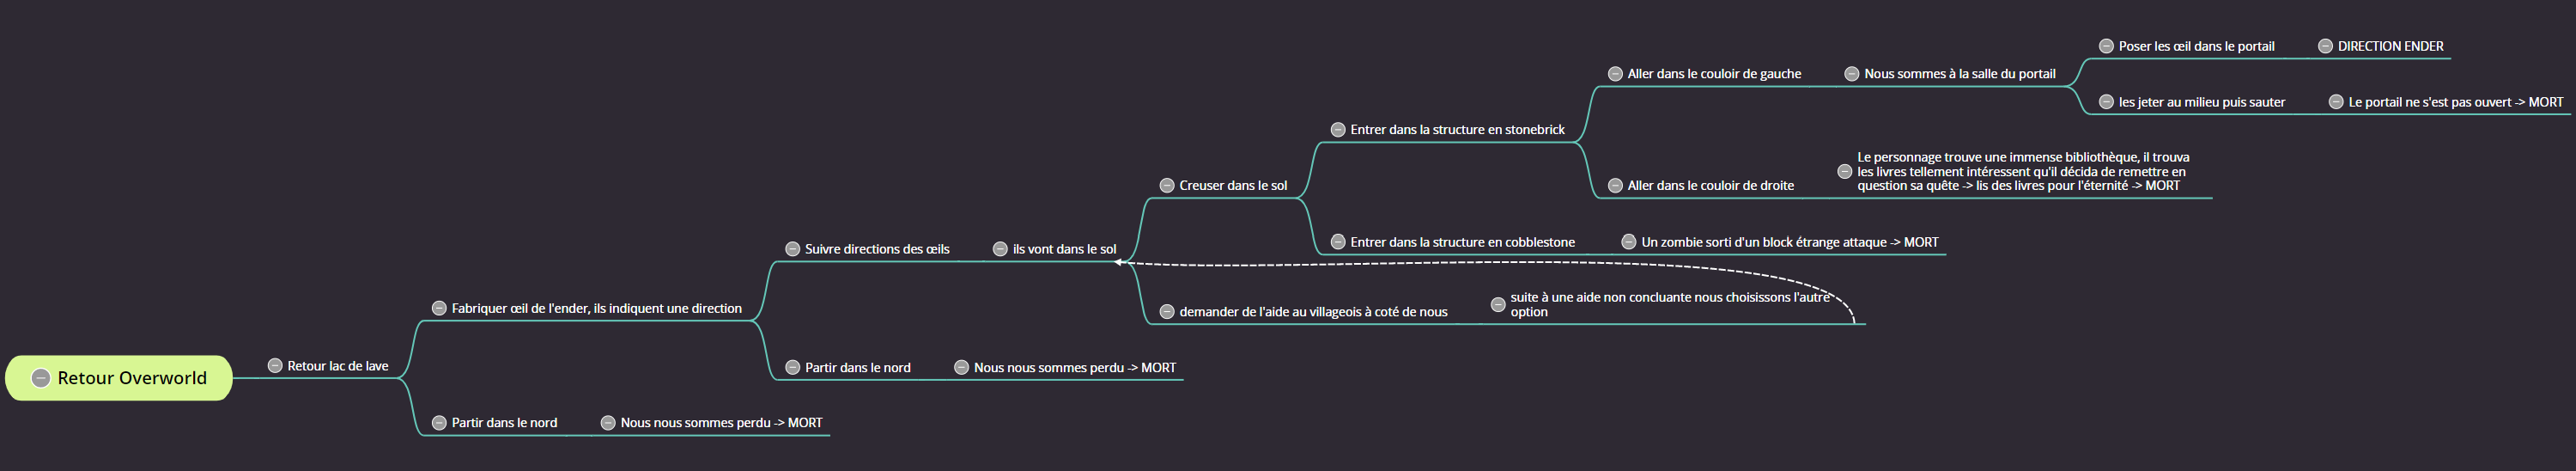 Poser les œil dans le portail
DIRECTION ENDER
Aller dans le couloir de gauche
Nous sommes à la salle du portail
les jeter au milieu puis sauter
Le portail ne s'est pas ouvert -> MORT
Entrer dans la structure en stonebrick
Le personnage trouve une immense bibliothèque, il trouva
les livres tellement intéressent qu'il décida de remettre en
question sa quête -> lis des livres pour l'éternité -> MORT
Creuser dans le sol
Aller dans le couloir de droite
Suivre directions des œils
ils vont dans le sol
Entrer dans la structure en cobblestone
Un zombie sorti d'un block étrange attaque -> MORT
Fabriquer œil de l'ender, ils indiquent une direction
demander de l'aide au villageois à coté de nous
suite à une aide non concluante nous choisissons l'autre
option
Retour Overworld
Retour lac de lave
Partir dans le nord
Nous nous sommes perdu -> MORT
Partir dans le nord
Nous nous sommes perdu -> MORT